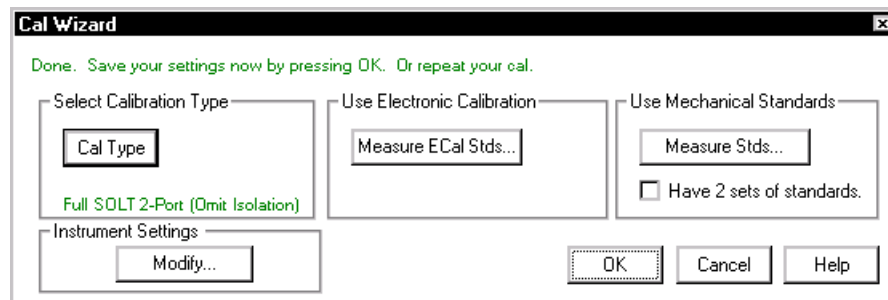 Cal Wizard
Done. Save your settings now by pressing OK. Or repeat your cal.
Select Calibration Type
Cal Type
Full SOLT 2-Port (Omit Isolation)
Use Electronic Calibration
Measure ECal Stds...
Use Mechanical Standards
Measure Stds...
Have 2 sets of standards.
Instrument Settings
Modify...
OK
Cancel
Help